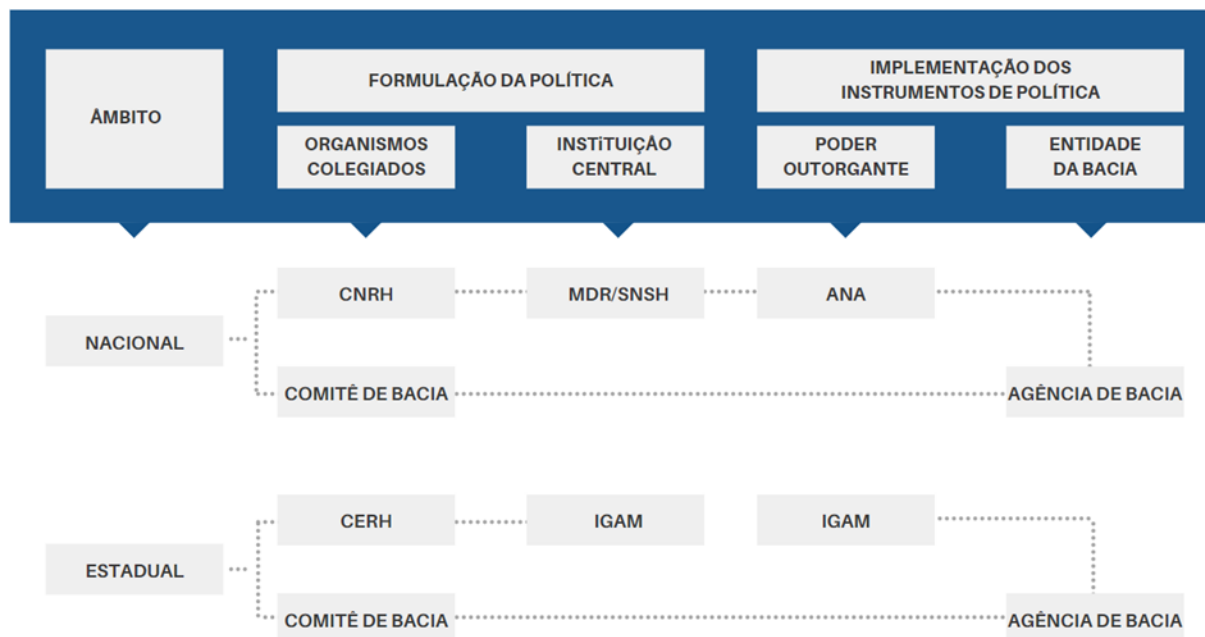 ÂMBITO
FORMULAÇÃO DA POLÍTICA
IMPLEMENTAÇÃO DOS
INSTRUMENTOS DE POLÍTICA
ORGANISMOS
COLEGIADOS
INSTiTUIÇÃO
CENTRAL
PODER
OUTORGANTE
ENTIDADE
DA BACIA
NACIONAL
CNRH
MDR/SNSH
ANA
COMITÊ DE BACIA
AGÊNCIA DE BACIA
ESTADUAL
CERH
IGAM
IGAM
COMITÊ DE BACIA
AGÊNCIA DE BACIA